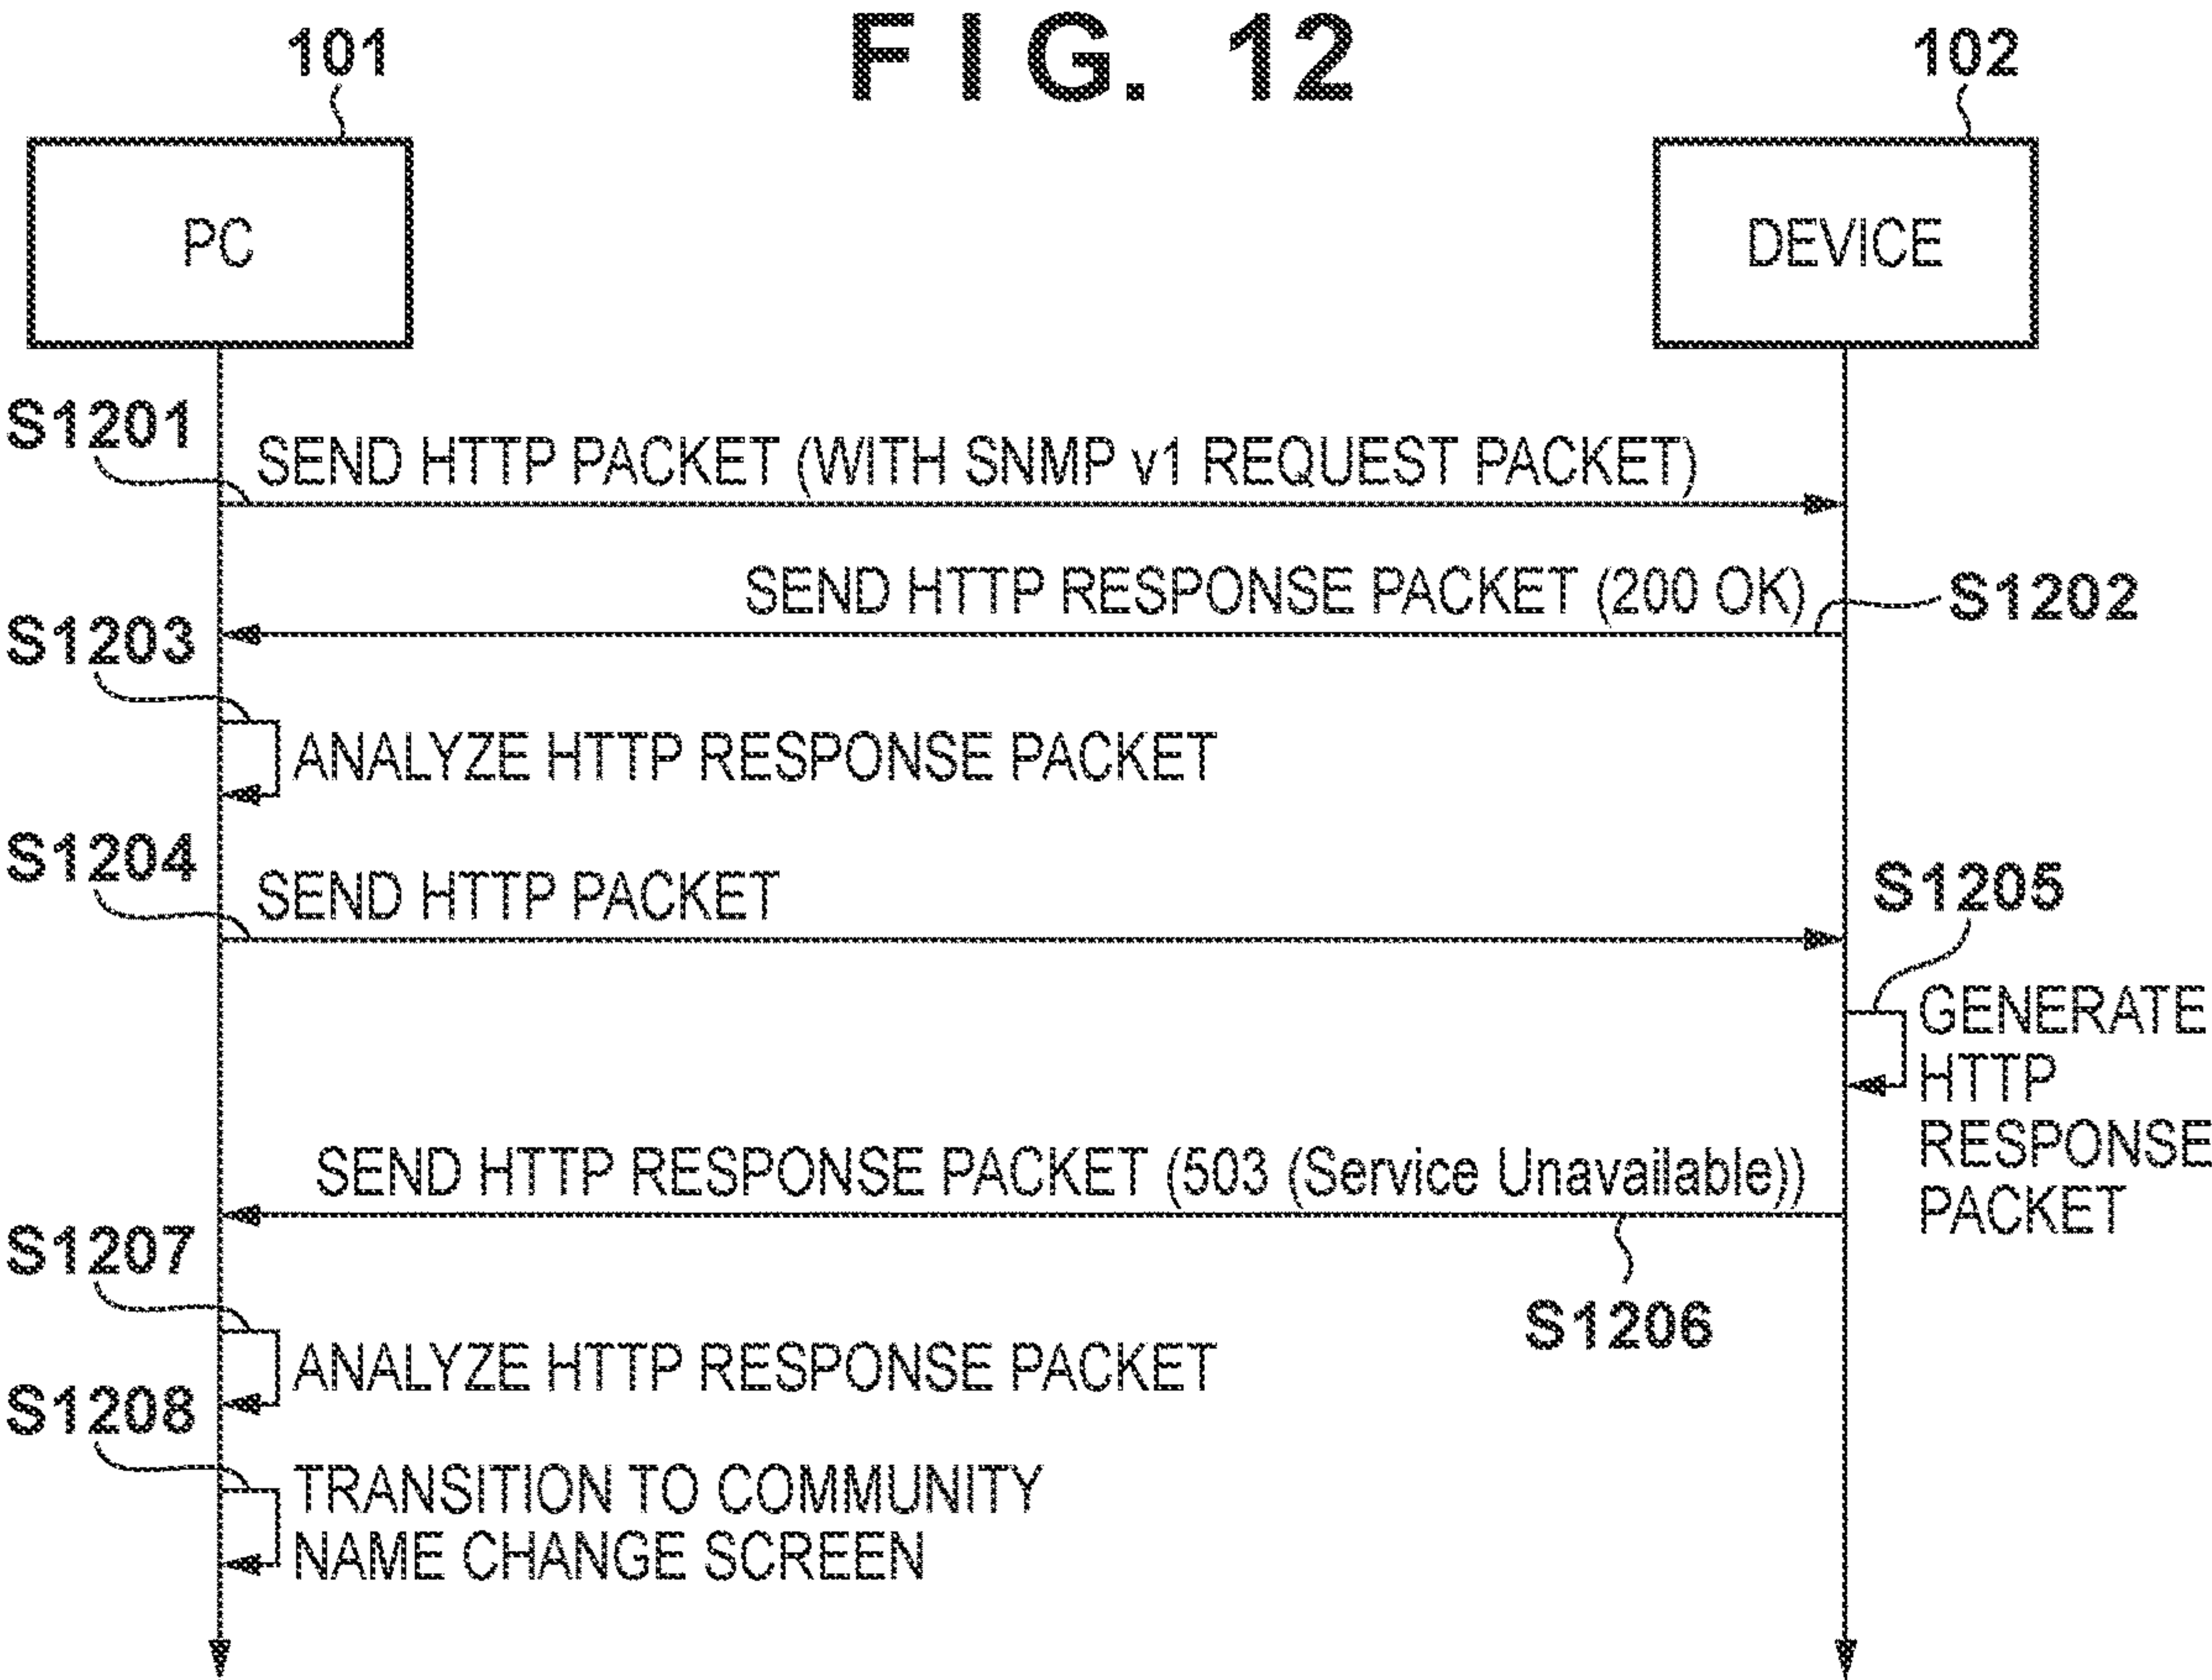 FIG. 12
101
102
PC
DEVICE
S1201
SEND HTTP PACKET (WITH SNMP v1 REQUEST PACKET)
SEND HTTP RESPONSE PACKET (200 OK)
S1202
S1203
ANALYZE HTTP RESPONSE PACKET
S1204
SEND HTTP PACKET
S1205
GENERATE
HTTP
RESPONSE
PACKET
SEND HTTP RESPONSE PACKET (503 (Service Unavailable))
S1206
S1207
ANALYZE HTTP RESPONSE PACKET
S1208
TRANSITION TO COMMUNITY
NAME CHANGE SCREEN